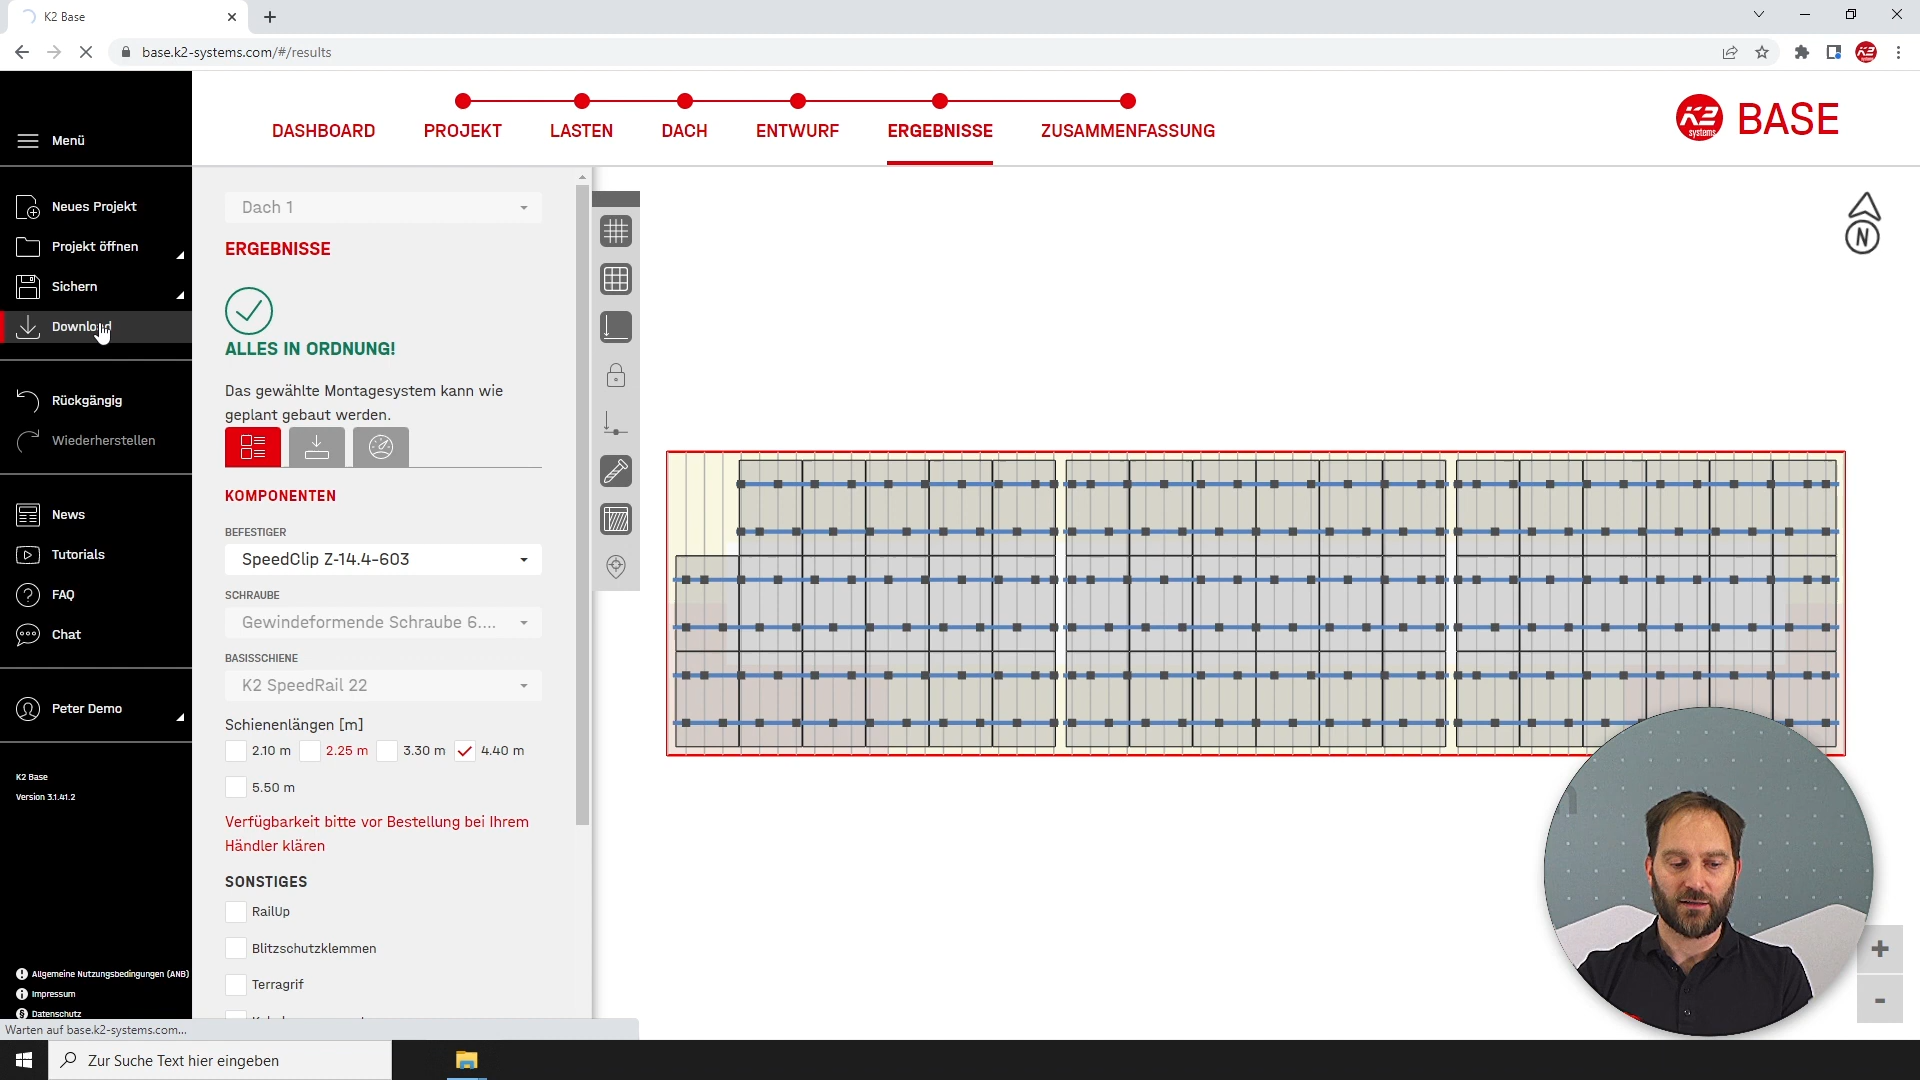 K2 Base
base.k2-systems.com/#/results
Menü
Neues Projekt
Projekt öffnen
Sichern
Download
Rückgängig
Wiederherstellen
News
Tutorials
FAQ
Chat
Peter Demo
K2 Base
Version 3.1.41.2
Allgemeine Nutzungsbedingungen (ANB)
Impressum
Datenschutz
Warten auf base.k2-systems.com...
DASHBOARD
PROJEKT
LASTEN
DACH
ENTWURF
ERGEBNISSE
ZUSAMMENFASSUNG
K2 systems
BASE
Dach 1
ERGEBNISSE
ALLES IN ORDNUNG!
Das gewählte Montagesystem kann wie
geplant gebaut werden.
KOMPONENTEN
BEFESTIGER
SpeedClip Z-14.4-603
SCHRAUBE
Gewindeformende Schraube 6....
BASISSCHIENE
K2 SpeedRail 22
Schienenlängen [m]
2.10 m 2.25 m 3.30 m 4.40 m
5.50 m
Verfügbarkeit bitte vor Bestellung bei Ihrem
Händler klären
SONSTIGES
RailUp
Blitzschutzklemmen
Terragrif
N
+
-
Zur Suche Text hier eingeben